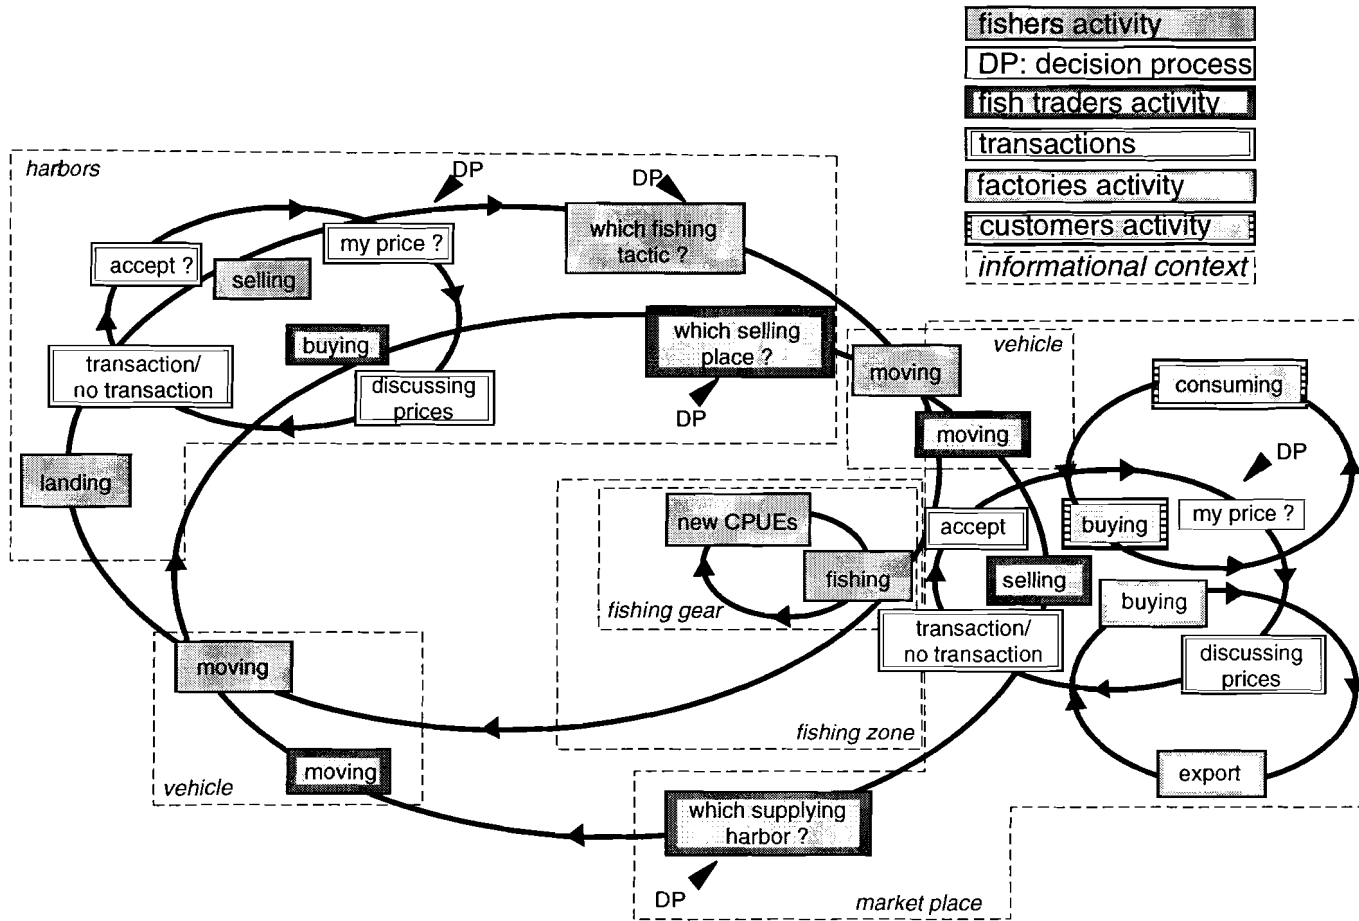 fishers activity
DP: decision process
fish traders activity
transactions
factories activity
customers activity
informational context
harbors
DP
DP
my price ?
which fishing
tactic ?
accept ?
selling
buying
which selling
place ?
transaction/
no transaction
discussing
prices
DP
landing
vehicle
moving
moving
consuming
DP
new CPUEs
accept
buying
my price ?
fishing
selling
fishing gear
buying
transaction/
no transaction
discussing
prices
moving
fishing zone
moving
vehicle
export
which supplying
harbor ?
DP
market place